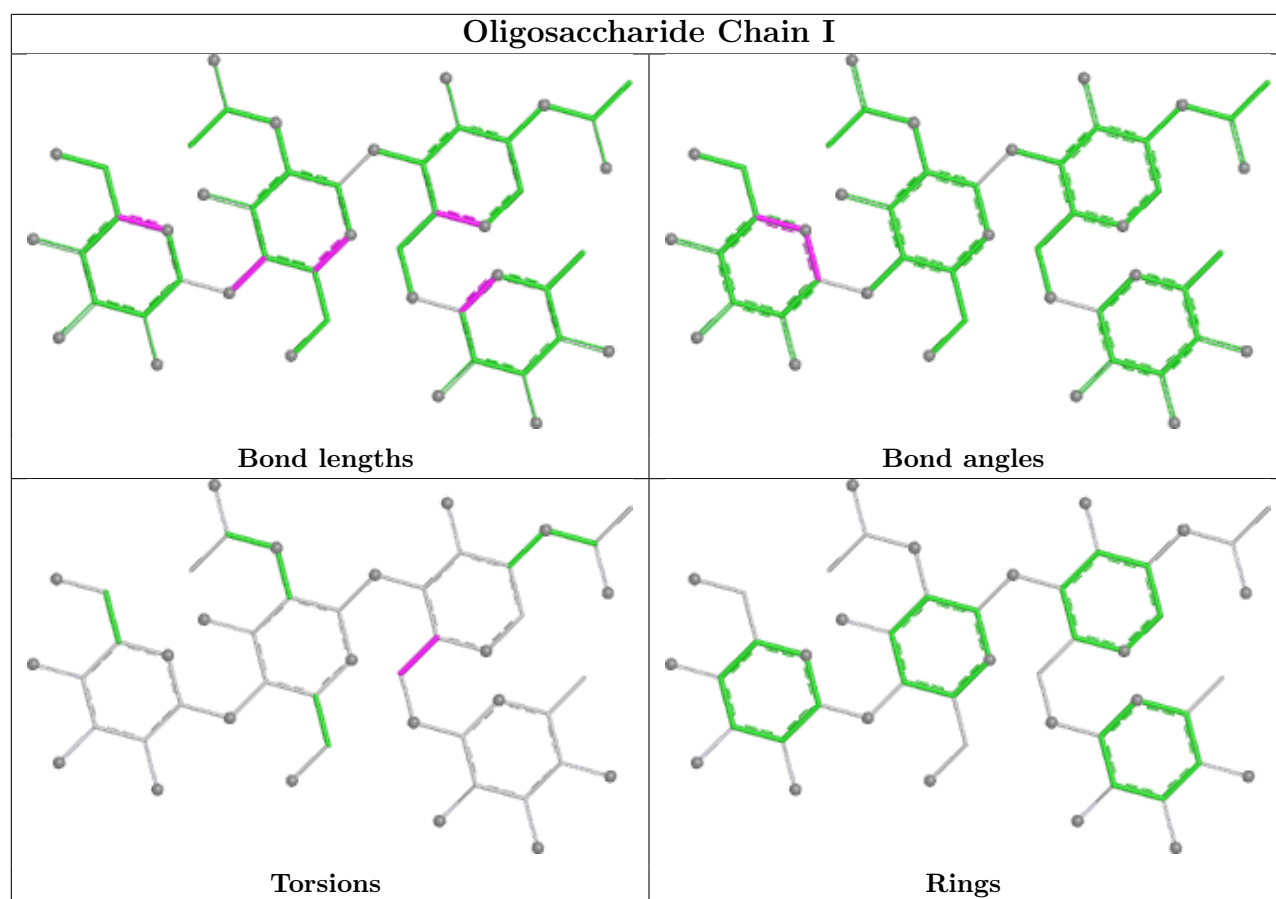 Oligosaccharide Chain I
Bond lengths
Bond angles
Torsions
Rings